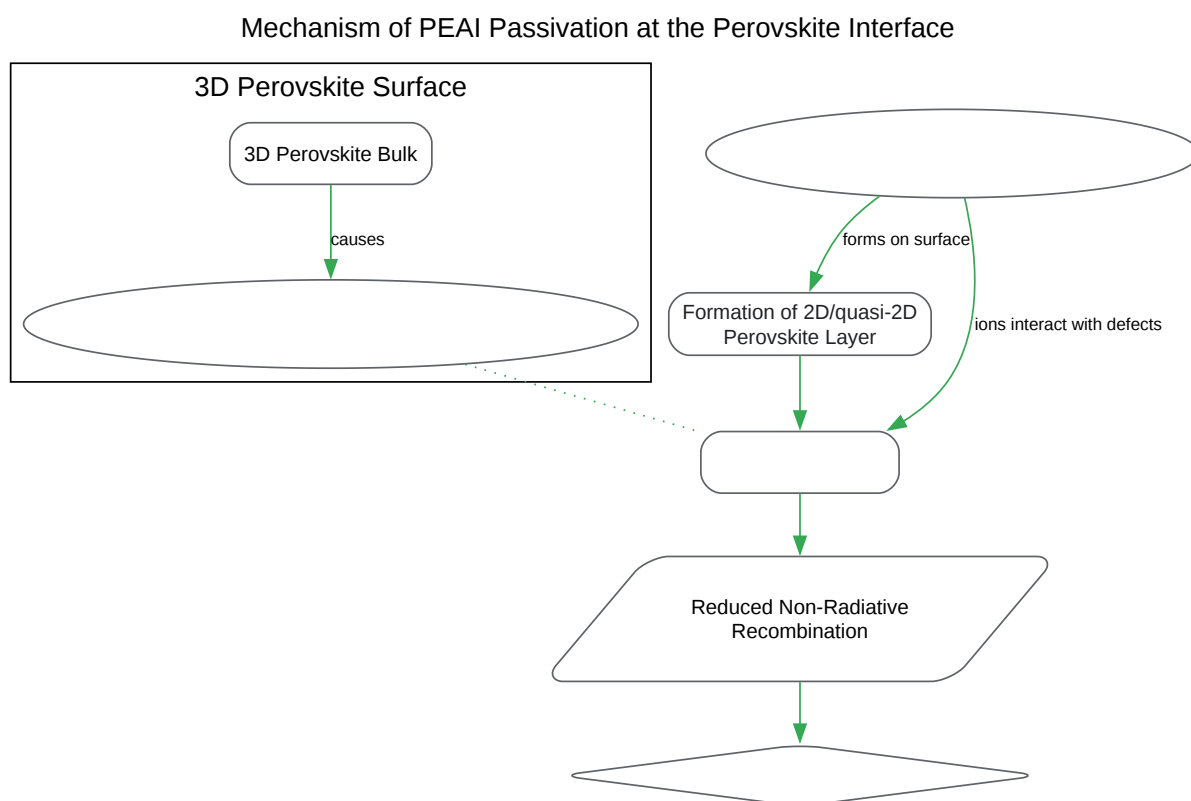 Mechanism of PEAI Passivation at the Perovskite Interface
3D Perovskite Surface
3D Perovskite Bulk
causes
forms on surface
Formation of 2D/quasi-2D
Perovskite Layer
ions interact with defects
Reduced Non-Radiative
Recombination